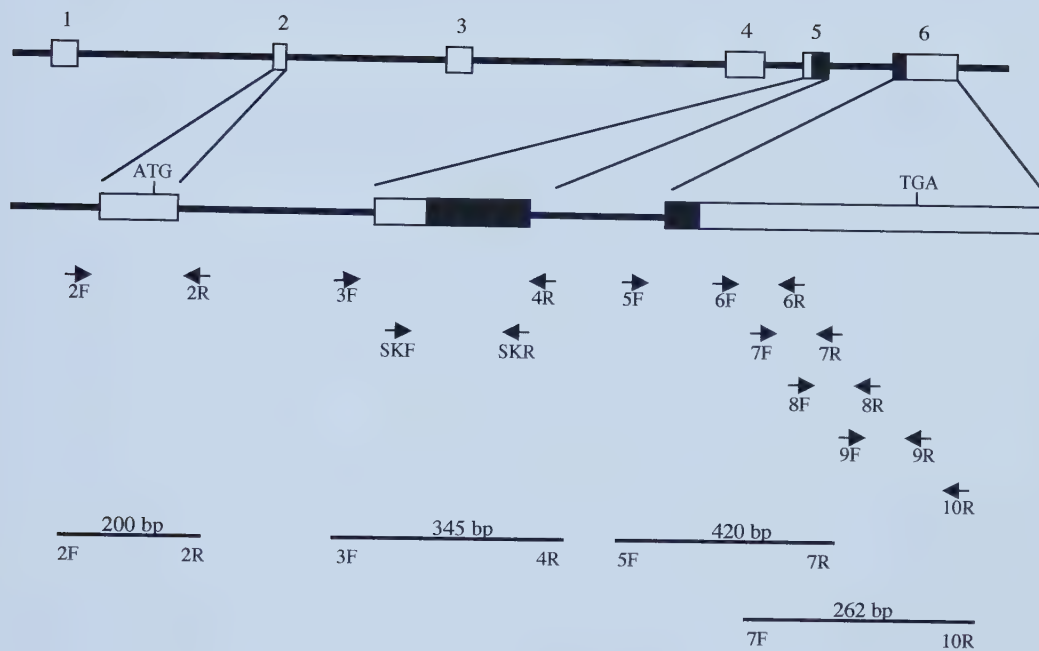 1 2 3 4 5 6
ATG TGA
2F 2R 3F 4R 5F 6F 6R
SKF SKR 7F 7R
8F 8R
9F 9R
10R
200 bp 345 bp 420 bp
2F 2R 3F 4R 5F 7R
262 bp
7F 10R